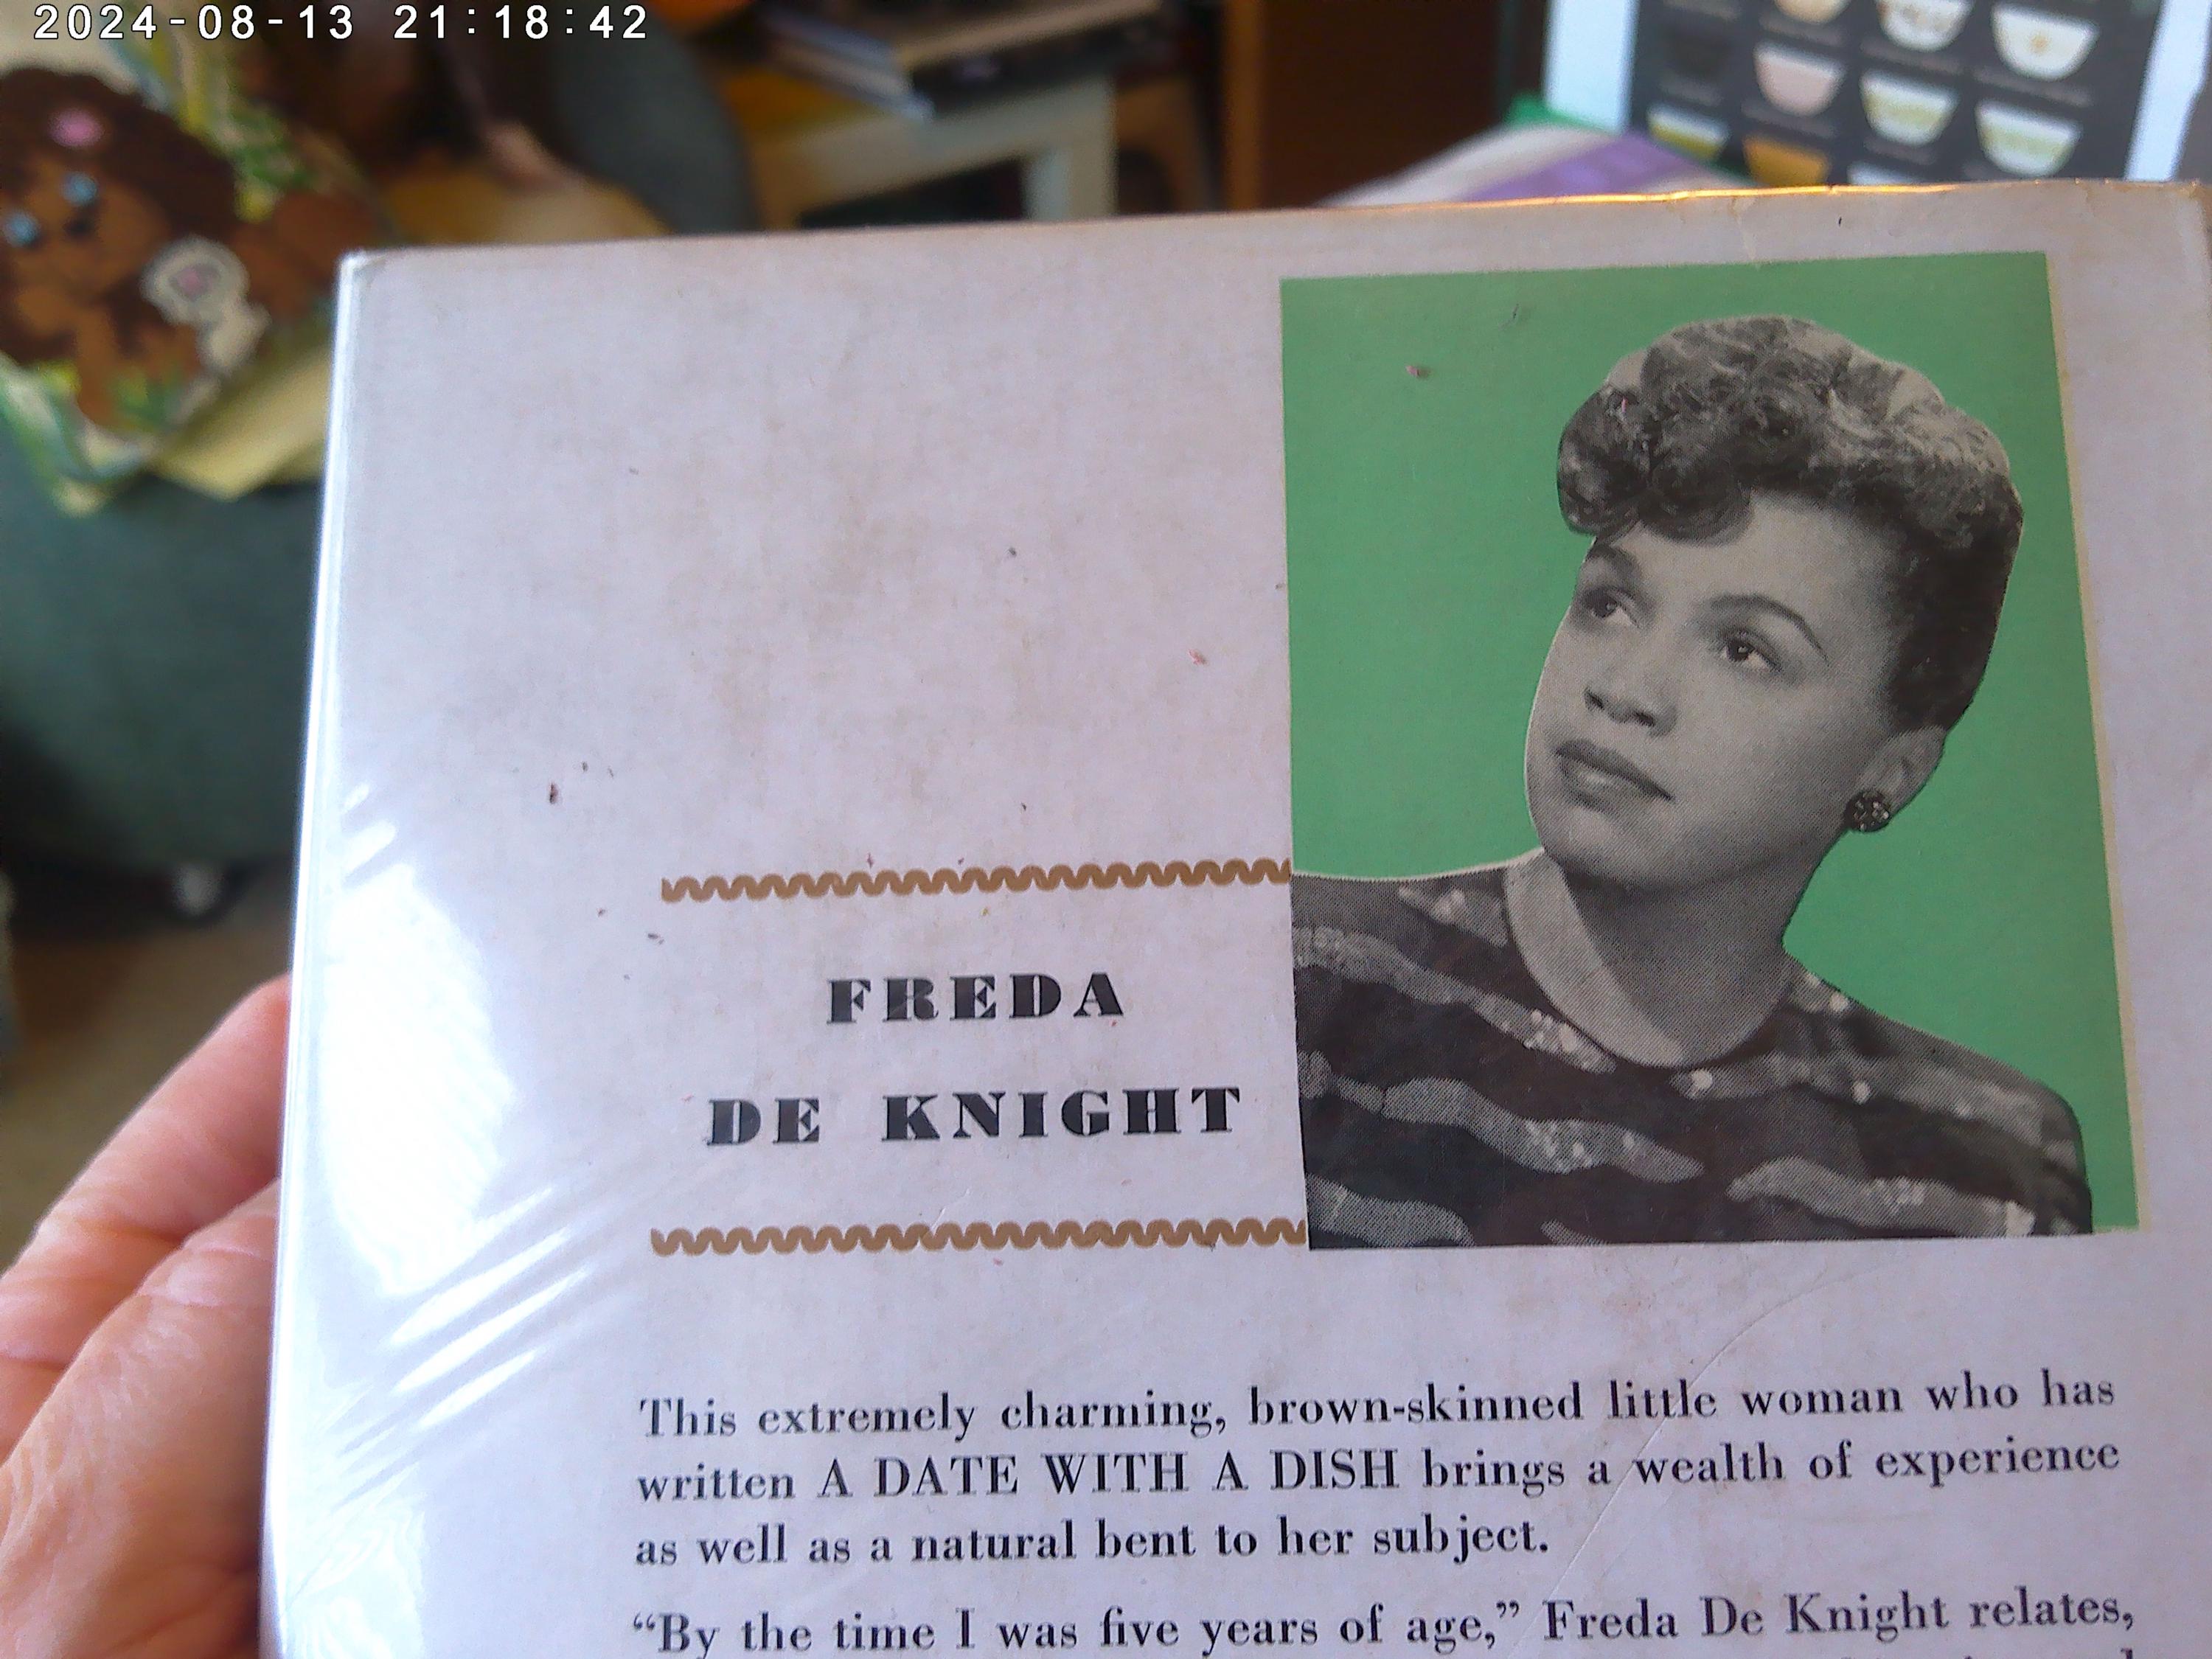 2024-08-13 21:18:42
FREDA
DE KNIGHT
This extremely charming, brown-skinned little woman who has
written A DATE WITH A DISH brings a wealth of experience
as well as a natural bent to her subject.
“By the time I was five years of age,” Freda De Knight relates,